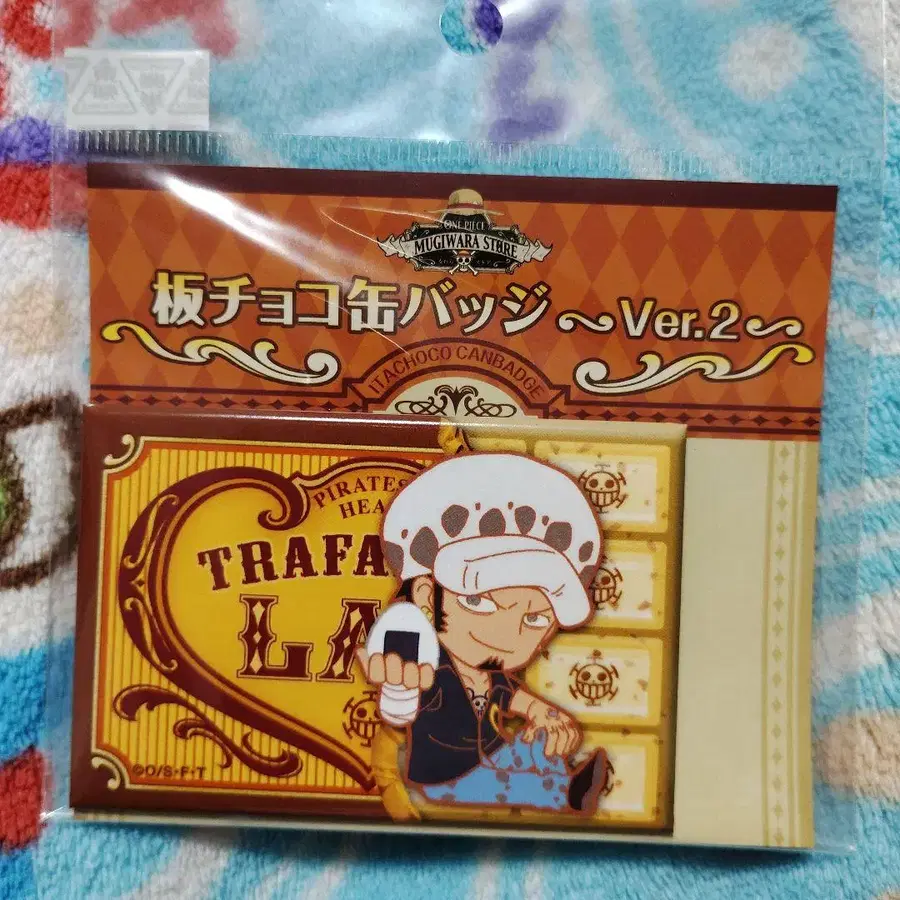 ONE PIECE
MUGIWARA STORE
板チョコ缶バッジ ～Ver.2～
ITACHOCO CANBADGE
PIRATES
HEA
TRAFA
LA
©O/S・F・T